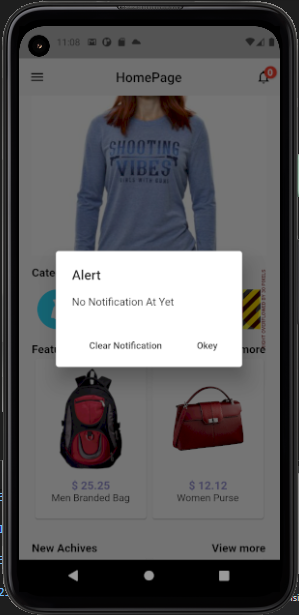 11:08
HomePage
0
SHOOTING
VIBES
Cate
Alert
No Notification At Yet
Clear Notification
Okey
Featu
more
$ 25.25
Men Branded Bag
$ 12.12
Women Purse
New Achives
View more